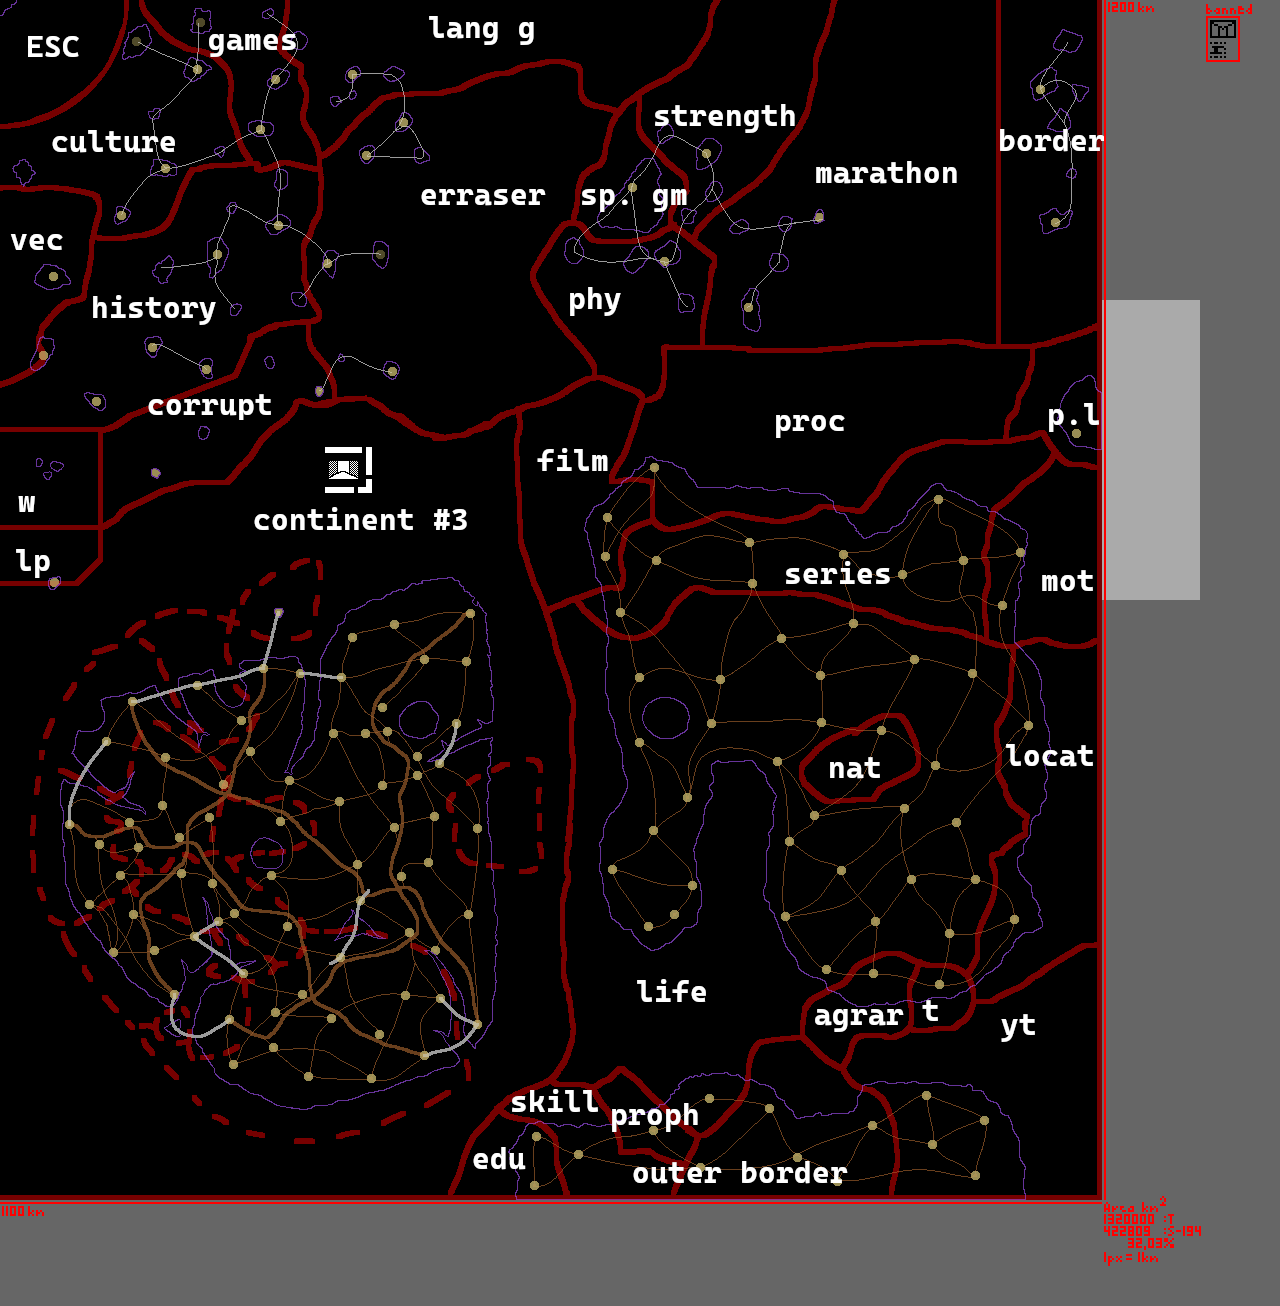 1200 km
banned
lang g
games
ESC
strength
culture
border
marathon
erraser
sp. gm
vec
phy
history
corrupt
p.l
proc
film
w
continent #3
lp
series
mot
locat
nat
life
agrar
t
yt
skill
proph
edu
outer border
1100 km
Area km2
1320000 :T
422809 :S-194
32,03%
1px = 1km